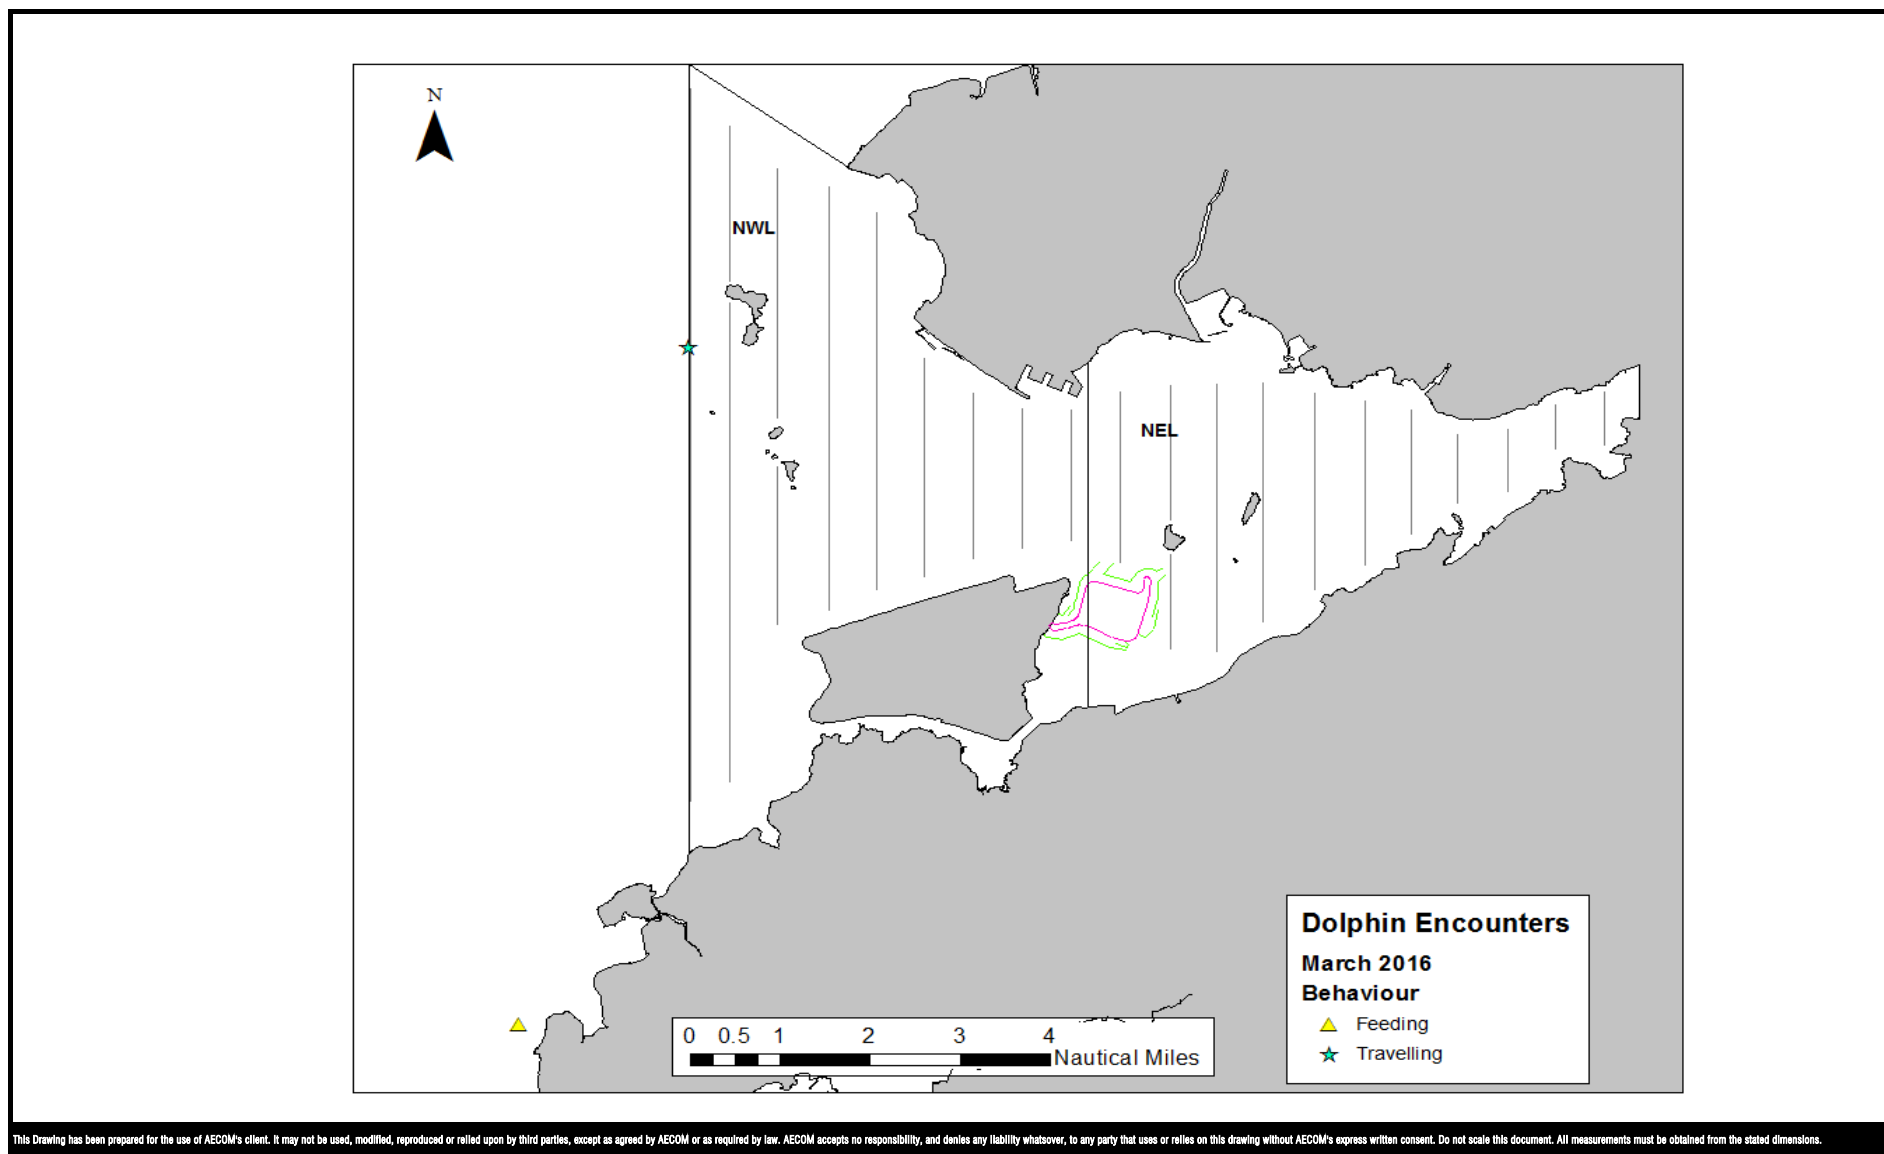 N
NWL
NEL
Dolphin Encounters
March 2016
Behaviour
Feeding
Travelling
0 0.5 1 2 3 4
Nautical Miles
This Drawing has been prepared for the use of AECOM's client. It may not be used, modified, reproduced or relied upon by third parties, except as agreed by AECOM or as required by law. AECOM accepts no responsibility, and denies any liability whatsover, to any party that uses or relies on this drawing without AECOM's express written consent. Do not scale this document. All measurements must be obtained from the stated dimensions.